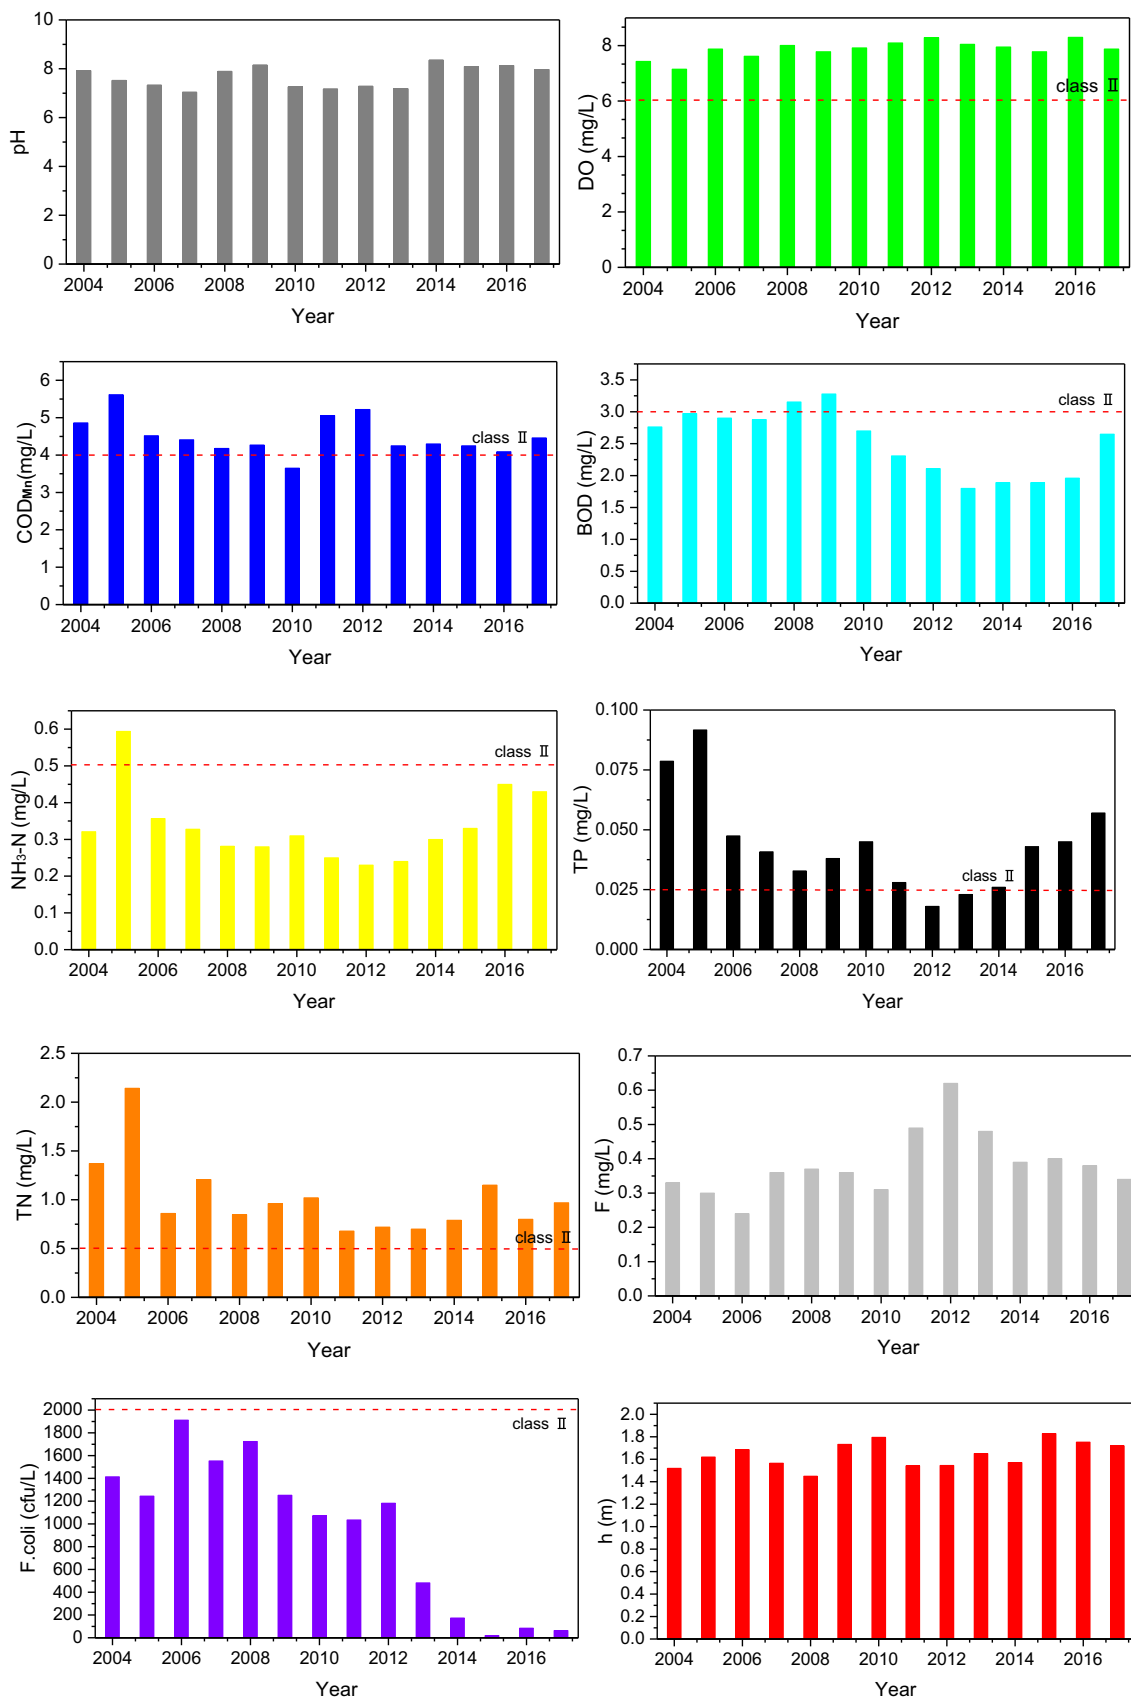 10
8
6
4
2
0
pH
2004 2006 2008 2010 2012 2014 2016
Year
8
6
4
2
0
DO (mg/L)
class Ⅱ
2004 2006 2008 2010 2012 2014 2016
Year
6
5
4
3
2
1
0
CODMn(mg/L)
class Ⅱ
2004 2006 2008 2010 2012 2014 2016
Year
3.5
3.0
2.5
2.0
1.5
1.0
0.5
0.0
BOD (mg/L)
class Ⅱ
2004 2006 2008 2010 2012 2014 2016
Year
0.6
0.5
0.4
0.3
0.2
0.1
0.0
NH3-N (mg/L)
class Ⅱ
2004 2006 2008 2010 2012 2014 2016
Year
0.100
0.075
0.050
0.025
0.000
TP (mg/L)
class Ⅱ
2004 2006 2008 2010 2012 2014 2016
Year
2.5
2.0
1.5
1.0
0.5
0.0
TN (mg/L)
class Ⅱ
2004 2006 2008 2010 2012 2014 2016
Year
0.7
0.6
0.5
0.4
0.3
0.2
0.1
0.0
F (mg/L)
2004 2006 2008 2010 2012 2014 2016
Year
2000
1800
1600
1400
1200
1000
800
600
400
200
0
F.coli (cfu/L)
class Ⅱ
2004 2006 2008 2010 2012 2014 2016
Year
2.0
1.8
1.6
1.4
1.2
1.0
0.8
0.6
0.4
0.2
0.0
h (m)
2004 2006 2008 2010 2012 2014 2016
Year